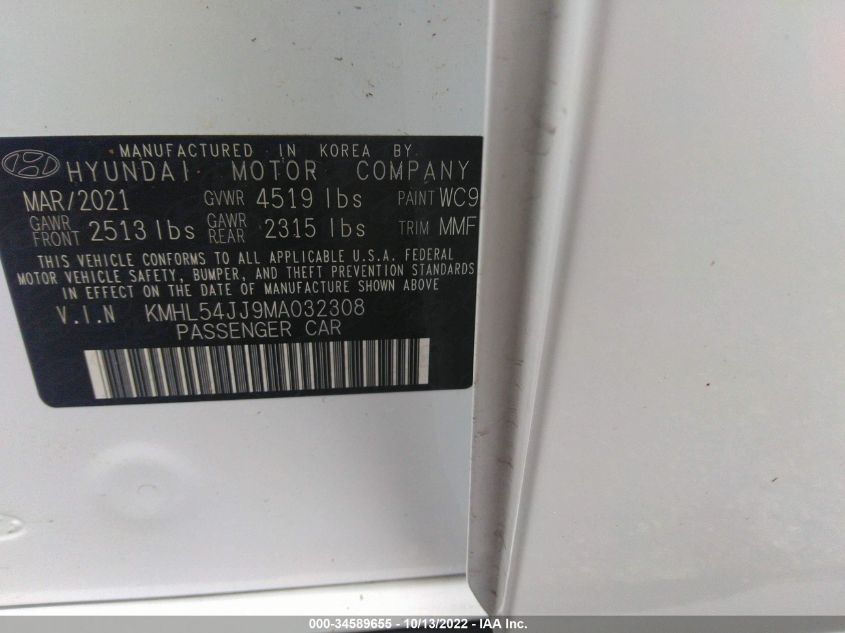 MANUFACTURED IN KOREA BY
HYUNDAI MOTOR COMPANY
MAR/2021 GVWR 4519 lbs PAINT WC9
GAWR FRONT 2513 lbs GAWR REAR 2315 lbs TRIM MMF
THIS VEHICLE CONFORMS TO ALL APPLICABLE U.S.A. FEDERAL
MOTOR VEHICLE SAFETY, BUMPER, AND THEFT PREVENTION STANDARDS
IN EFFECT ON THE DATE OF MANUFACTURE SHOWN ABOVE
V.I.N KMHL54JJ9MA032308
PASSENGER CAR
000-34589655 - 10/13/2022 - IAA Inc.